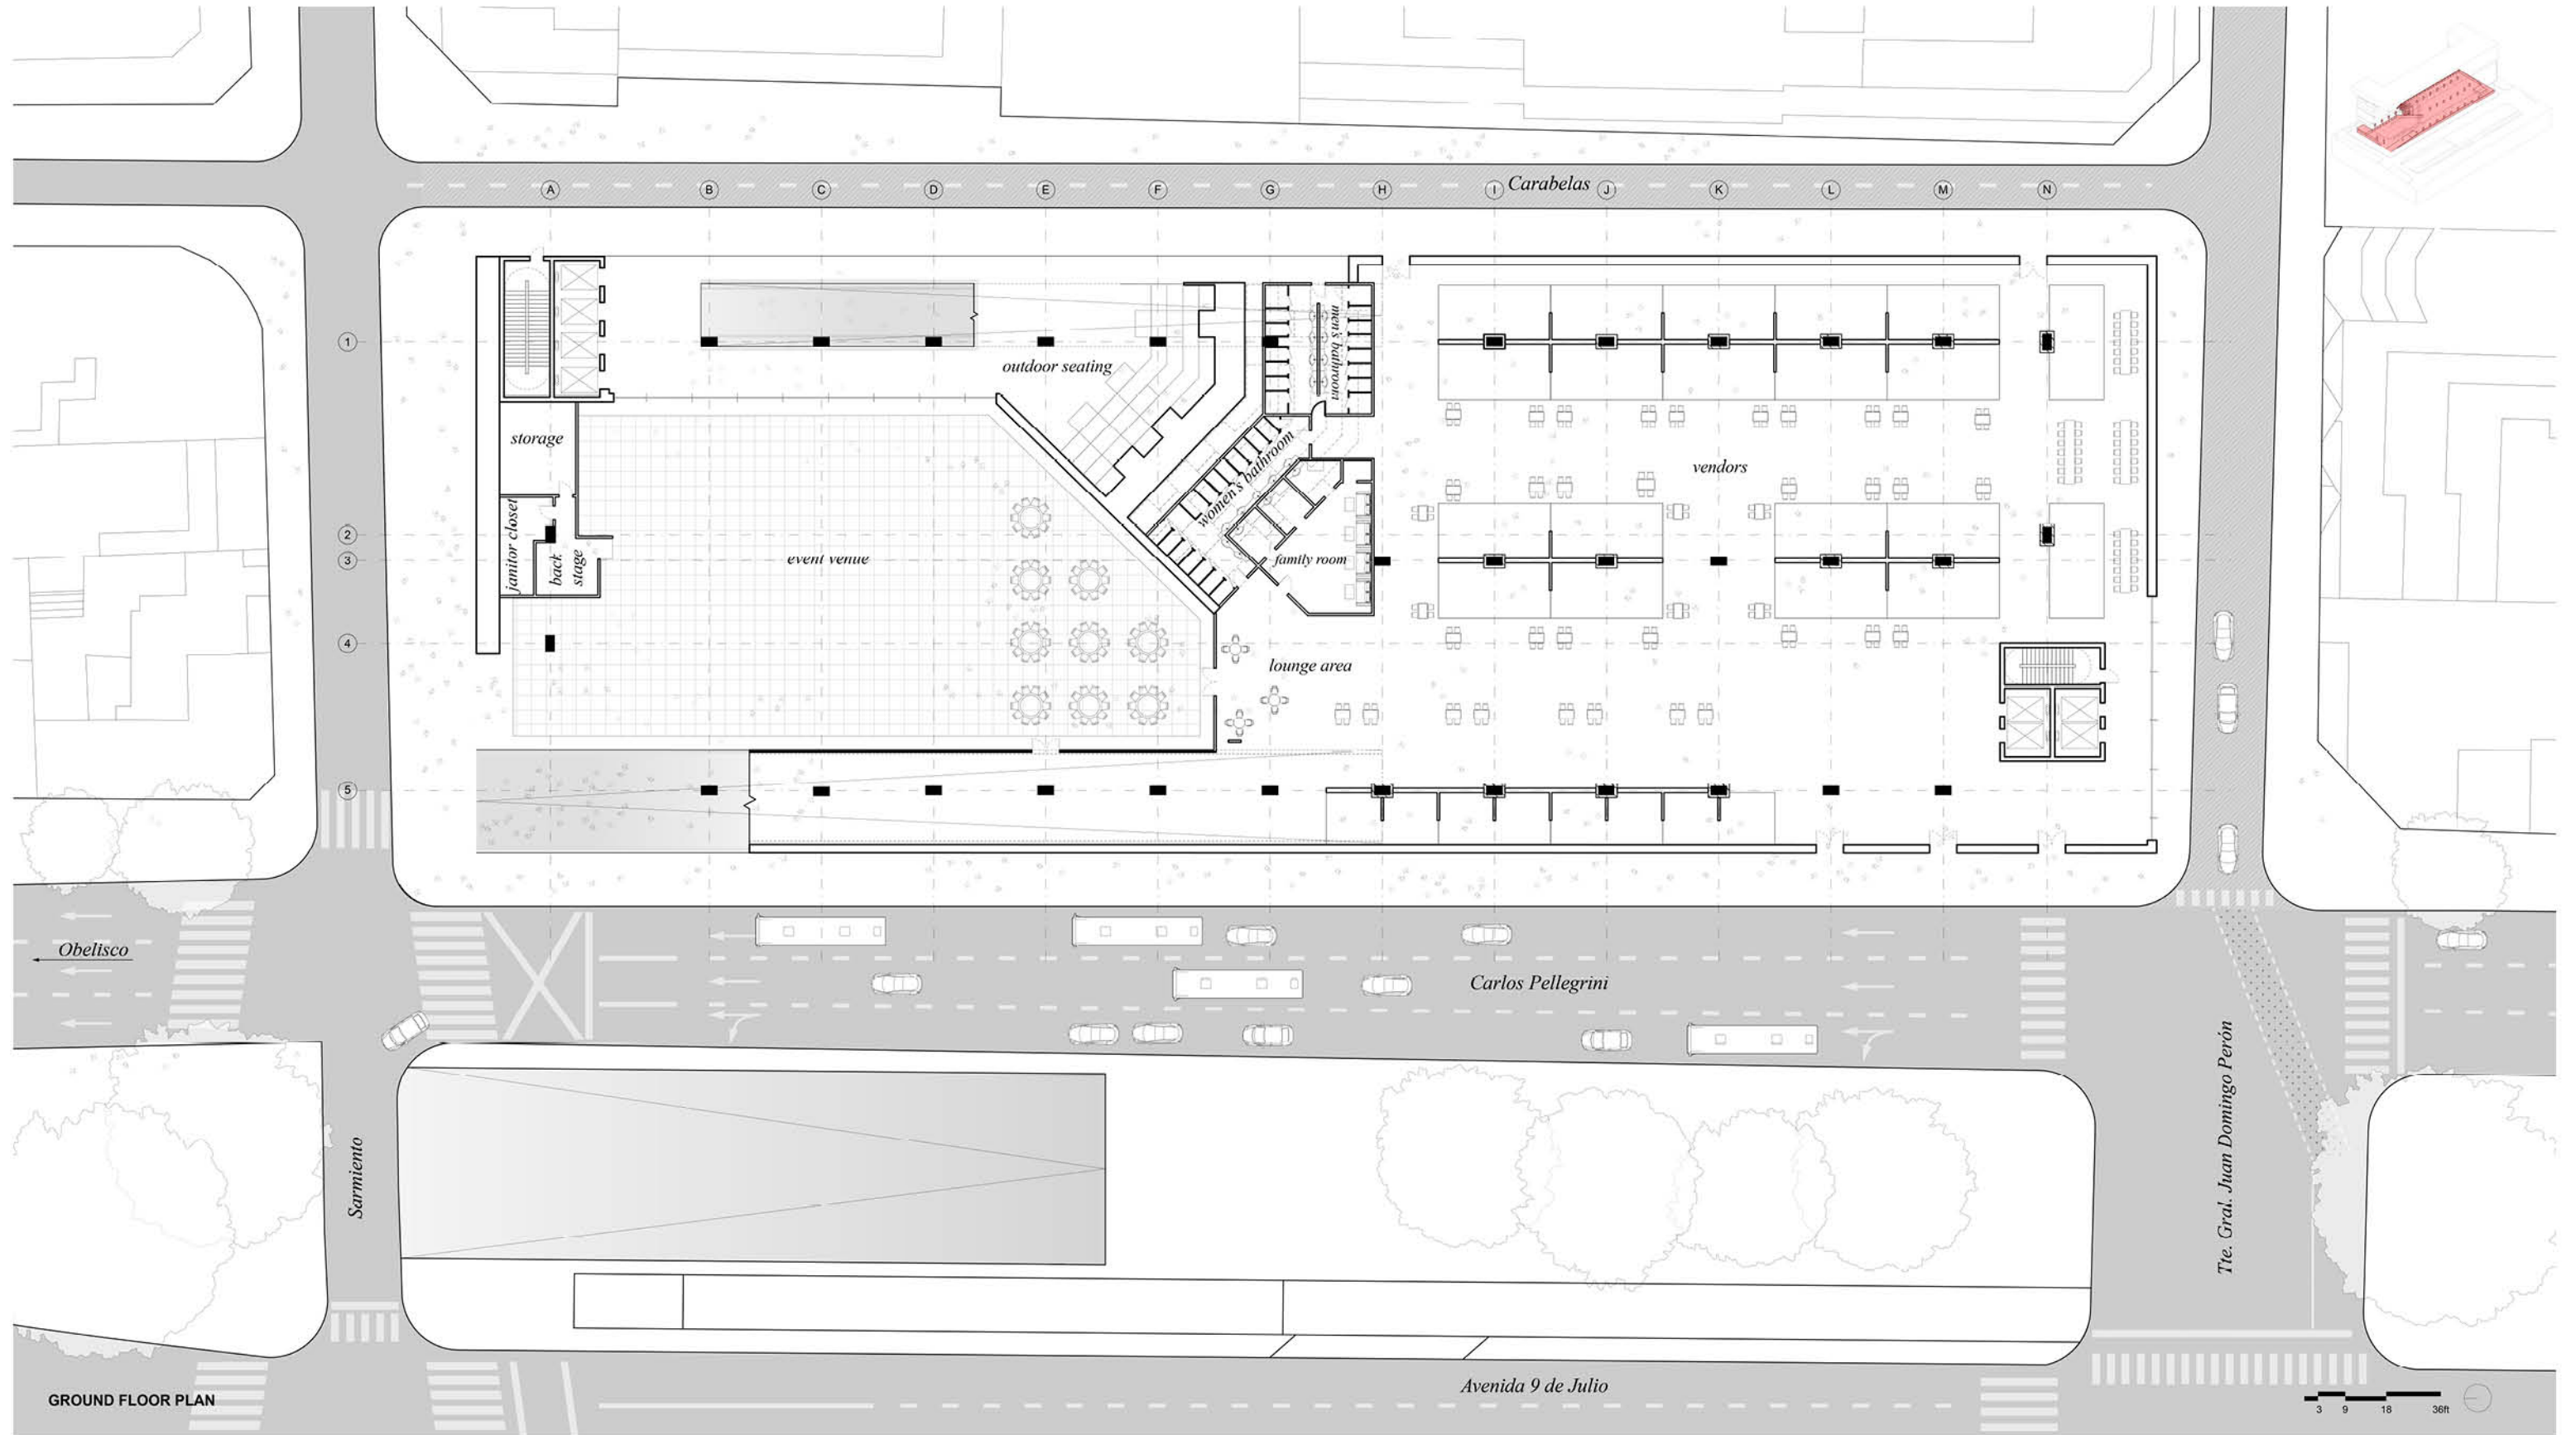 Carabelas
A B C D E F G H I J K L M N
1
outdoor seating
men's bathroom
storage
women's bathroom
vendors
2
janitor closet
back
stage
3
event venue
family room
4
lounge area
5
Obelisco
Carlos Pellegrini
Sarmiento
Tte. Gral. Juan Domingo Perón
Avenida 9 de Julio
GROUND FLOOR PLAN
3 9 18 36ft